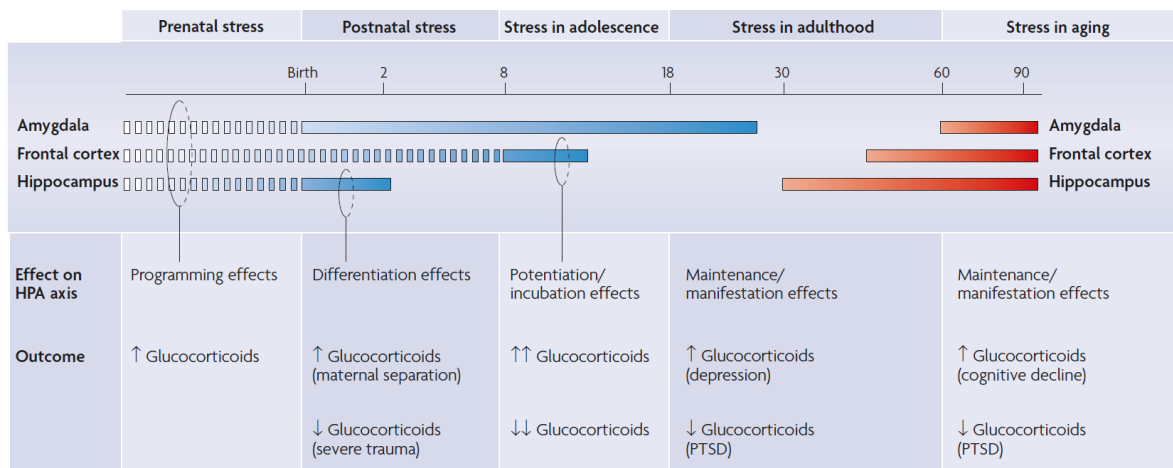 Prenatal stress
Postnatal stress
Stress in adolescence
Stress in adulthood
Stress in aging
Birth
2
8
18
30
60
90
Amygdala
Amygdala
Frontal cortex
Frontal cortex
Hippocampus
Hippocampus
Effect on
HPA axis
Programming effects
Differentiation effects
Potentiation/
incubation effects
Maintenance/
manifestation effects
Maintenance/
manifestation effects
Outcome
↑ Glucocorticoids
↑ Glucocorticoids
(maternal separation)
↑↑ Glucocorticoids
↑ Glucocorticoids
(depression)
↑ Glucocorticoids
(cognitive decline)
↓ Glucocorticoids
(severe trauma)
↓↓ Glucocorticoids
↓ Glucocorticoids
(PTSD)
↓ Glucocorticoids
(PTSD)